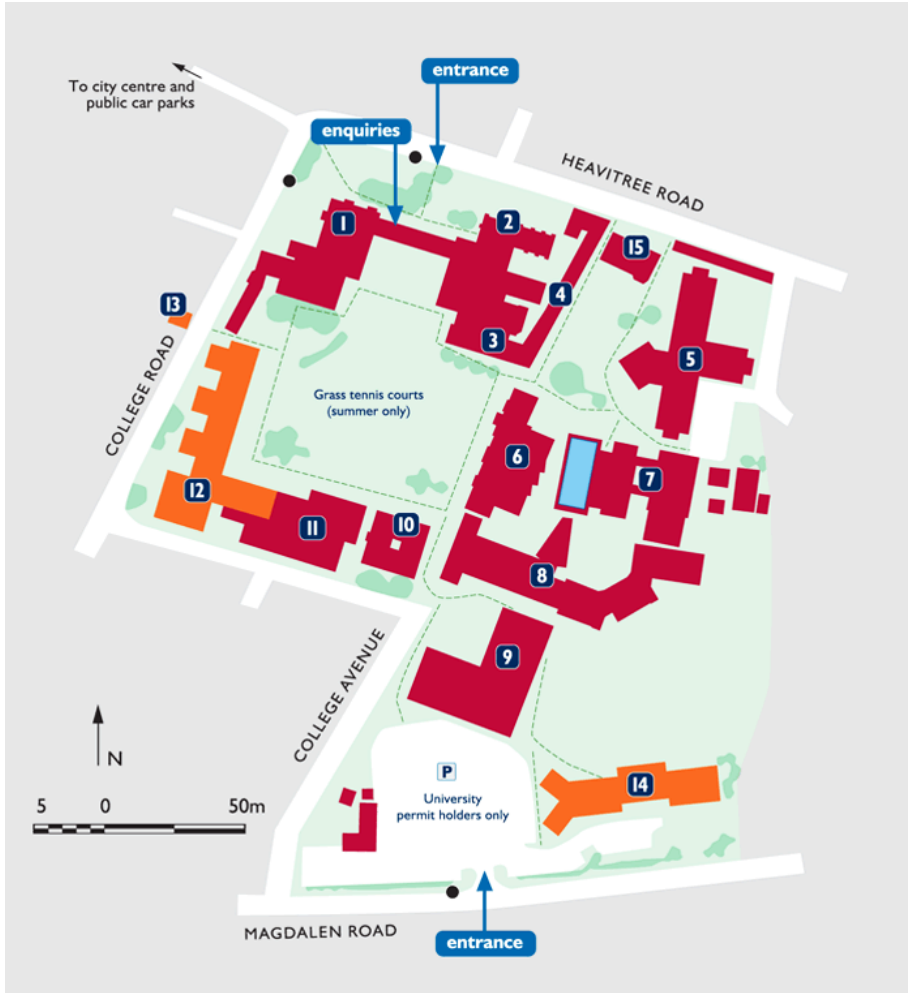 entrance
To city centre and
public car parks
enquiries
HEAVITREE ROAD
1
2
15
4
13
3
5
COLLEGE ROAD
Grass tennis courts
(summer only)
6
7
12
11
10
8
9
COLLEGE AVENUE
N
P
14
5 0 50m
University
permit holders only
MAGDALEN ROAD
entrance